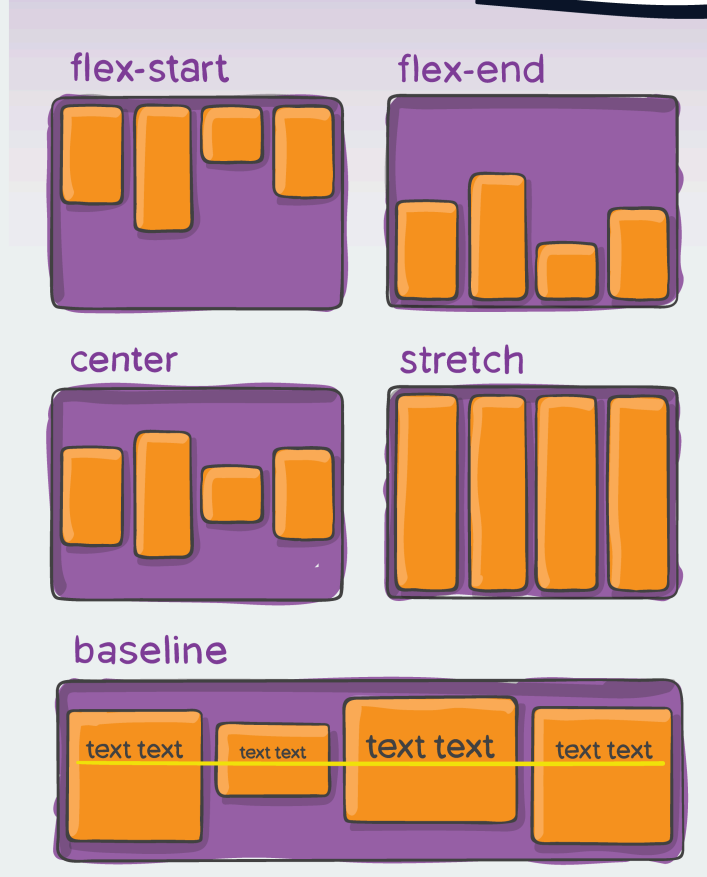 flex-start
flex-end
center
stretch
baseline
text text
text text
text text
text text